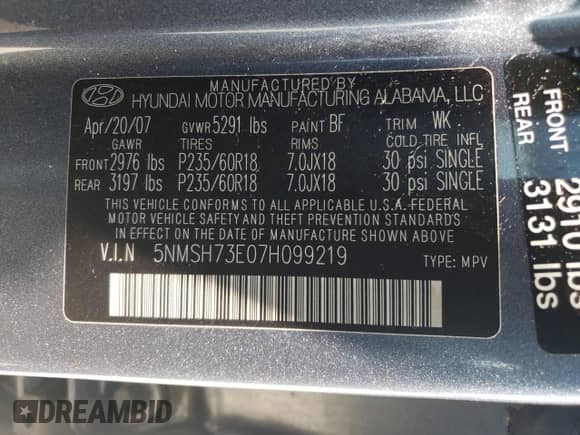 MANUFACTURED BY
HYUNDAI MOTOR MANUFACTURING ALABAMA, LLC
Apr/20/07 GVWR 5291 lbs PAINT BF TRIM WK
GAWR TIRES RIMS COLD TIRE INFL
FRONT 2976 lbs P235/60R18 7.0JX18 30 psi SINGLE
REAR 3197 lbs P235/60R18 7.0JX18 30 psi SINGLE
THIS VEHICLE CONFORMS TO ALL APPLICABLE U.S.A. FEDERAL
MOTOR VEHICLE SAFETY AND THEFT PREVENTION STANDARDS
IN EFFECT ON THE DATE OF MANUFACTURE SHOWN ABOVE.
V.I.N 5NMSH73E07H099219 TYPE: MPV
FRONT 2910 lbs
REAR 3131 lbs
DREAMBID